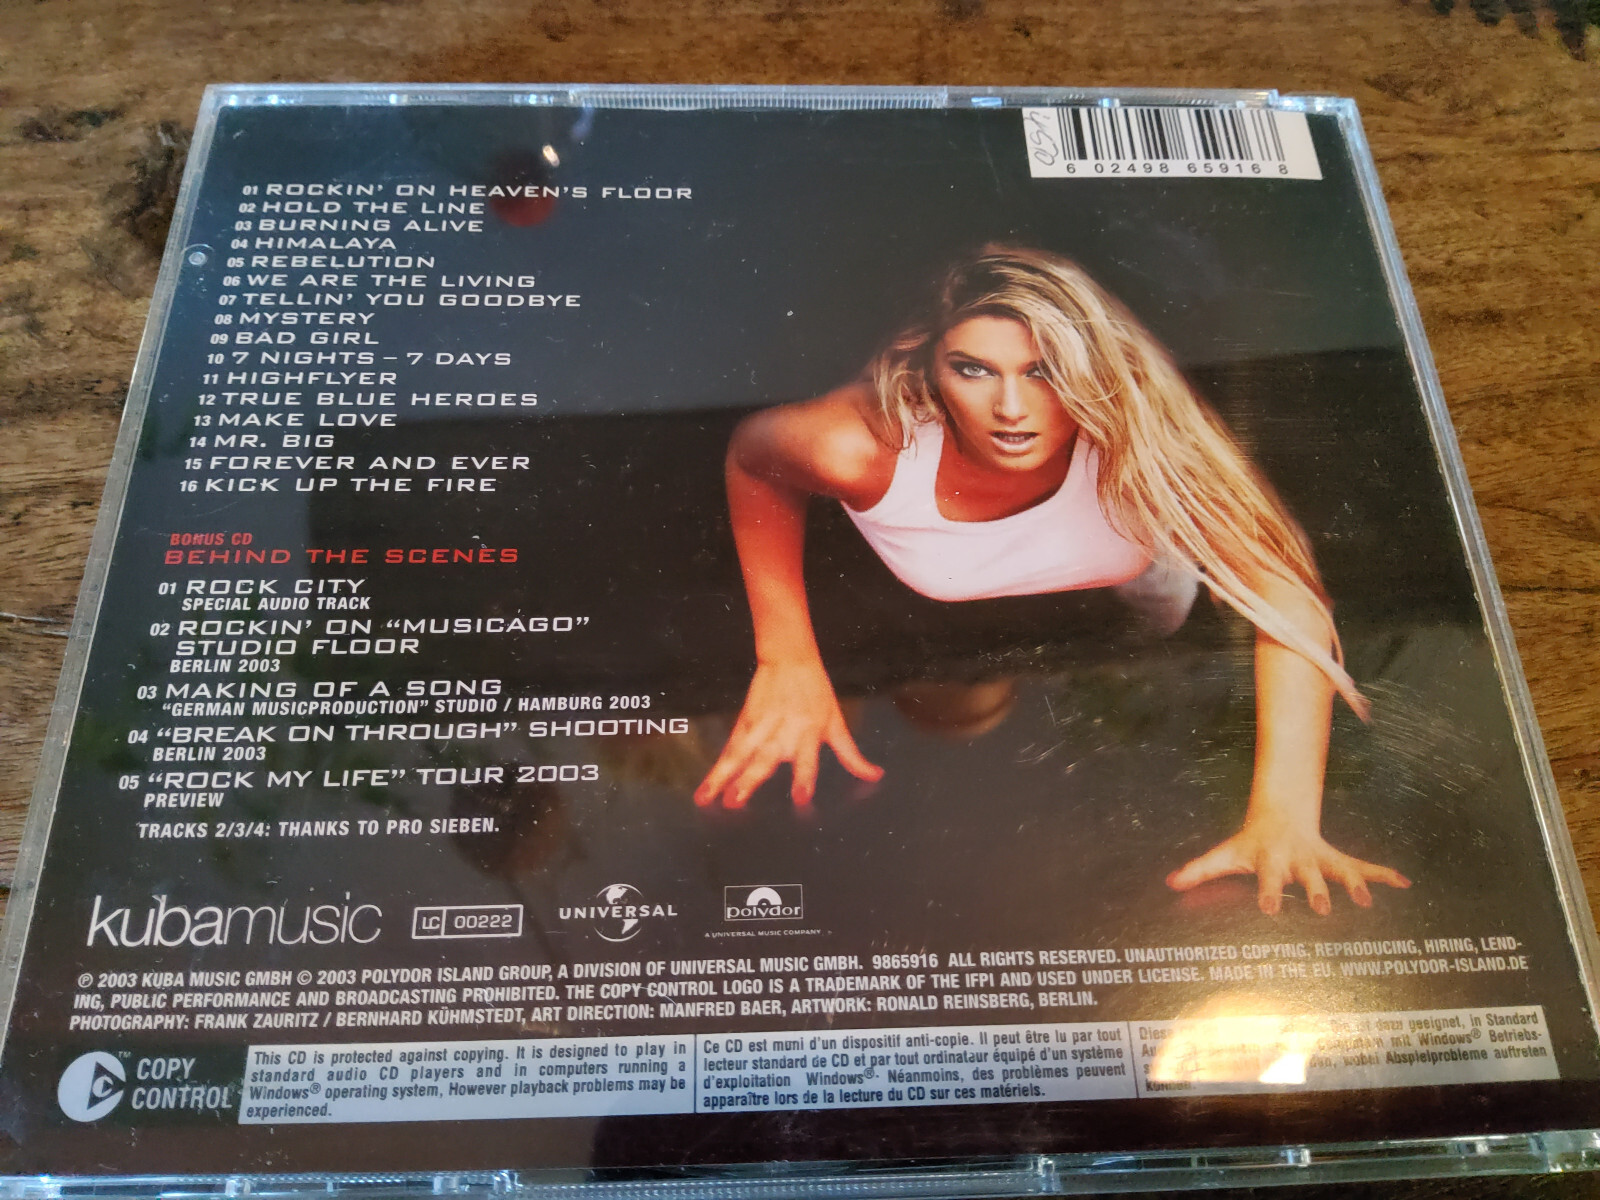 6 02498 65916 8
01 ROCKIN' ON HEAVEN'S FLOOR
02 HOLD THE LINE
03 BURNING ALIVE
04 HIMALAYA
05 REBELUTION
06 WE ARE THE LIVING
07 TELLIN' YOU GOODBYE
08 MYSTERY
09 BAD GIRL
10 7 NIGHTS – 7 DAYS
11 HIGHFLYER
12 TRUE BLUE HEROES
13 MAKE LOVE
14 MR. BIG
15 FOREVER AND EVER
16 KICK UP THE FIRE
BONUS CD
BEHIND THE SCENES
01 ROCK CITY
SPECIAL AUDIO TRACK
02 ROCKIN' ON “MUSICAGO”
STUDIO FLOOR
BERLIN 2003
03 MAKING OF A SONG
“GERMAN MUSICPRODUCTION” STUDIO / HAMBURG 2003
04 “BREAK ON THROUGH” SHOOTING
BERLIN 2003
05 “ROCK MY LIFE” TOUR 2003
PREVIEW
TRACKS 2/3/4: THANKS TO PRO SIEBEN.
kubamusic LC 00222 UNIVERSAL polydor
A UNIVERSAL MUSIC COMPANY
℗ 2003 KUBA MUSIC GMBH © 2003 POLYDOR ISLAND GROUP, A DIVISION OF UNIVERSAL MUSIC GMBH. 9865916 ALL RIGHTS RESERVED. UNAUTHORIZED COPYING, REPRODUCING, HIRING, LEND-
ING, PUBLIC PERFORMANCE AND BROADCASTING PROHIBITED. THE COPY CONTROL LOGO IS A TRADEMARK OF THE IFPI AND USED UNDER LICENSE. MADE IN THE EU. WWW.POLYDOR-ISLAND.DE
PHOTOGRAPHY: FRANK ZAURITZ / BERNHARD KÜHMSTEDT, ART DIRECTION: MANFRED BAER, ARTWORK: RONALD REINSBERG, BERLIN.
COPY
CONTROL™
This CD is protected against copying. It is designed to play in
standard audio CD players and in computers running a
Windows® operating system, However playback problems may be
experienced.
Ce CD est muni d'un dispositif anti-copie. Il peut être lu par tout
lecteur standard de CD et par tout ordinateur équipé d'un système
d'exploitation Windows®. Néanmoins, des problèmes peuvent
apparaître lors de la lecture du CD sur ces matériels.
dazu geeignet, in Standard
mit Windows® Betriebs-
wobei Abspielprobleme auftreten
können